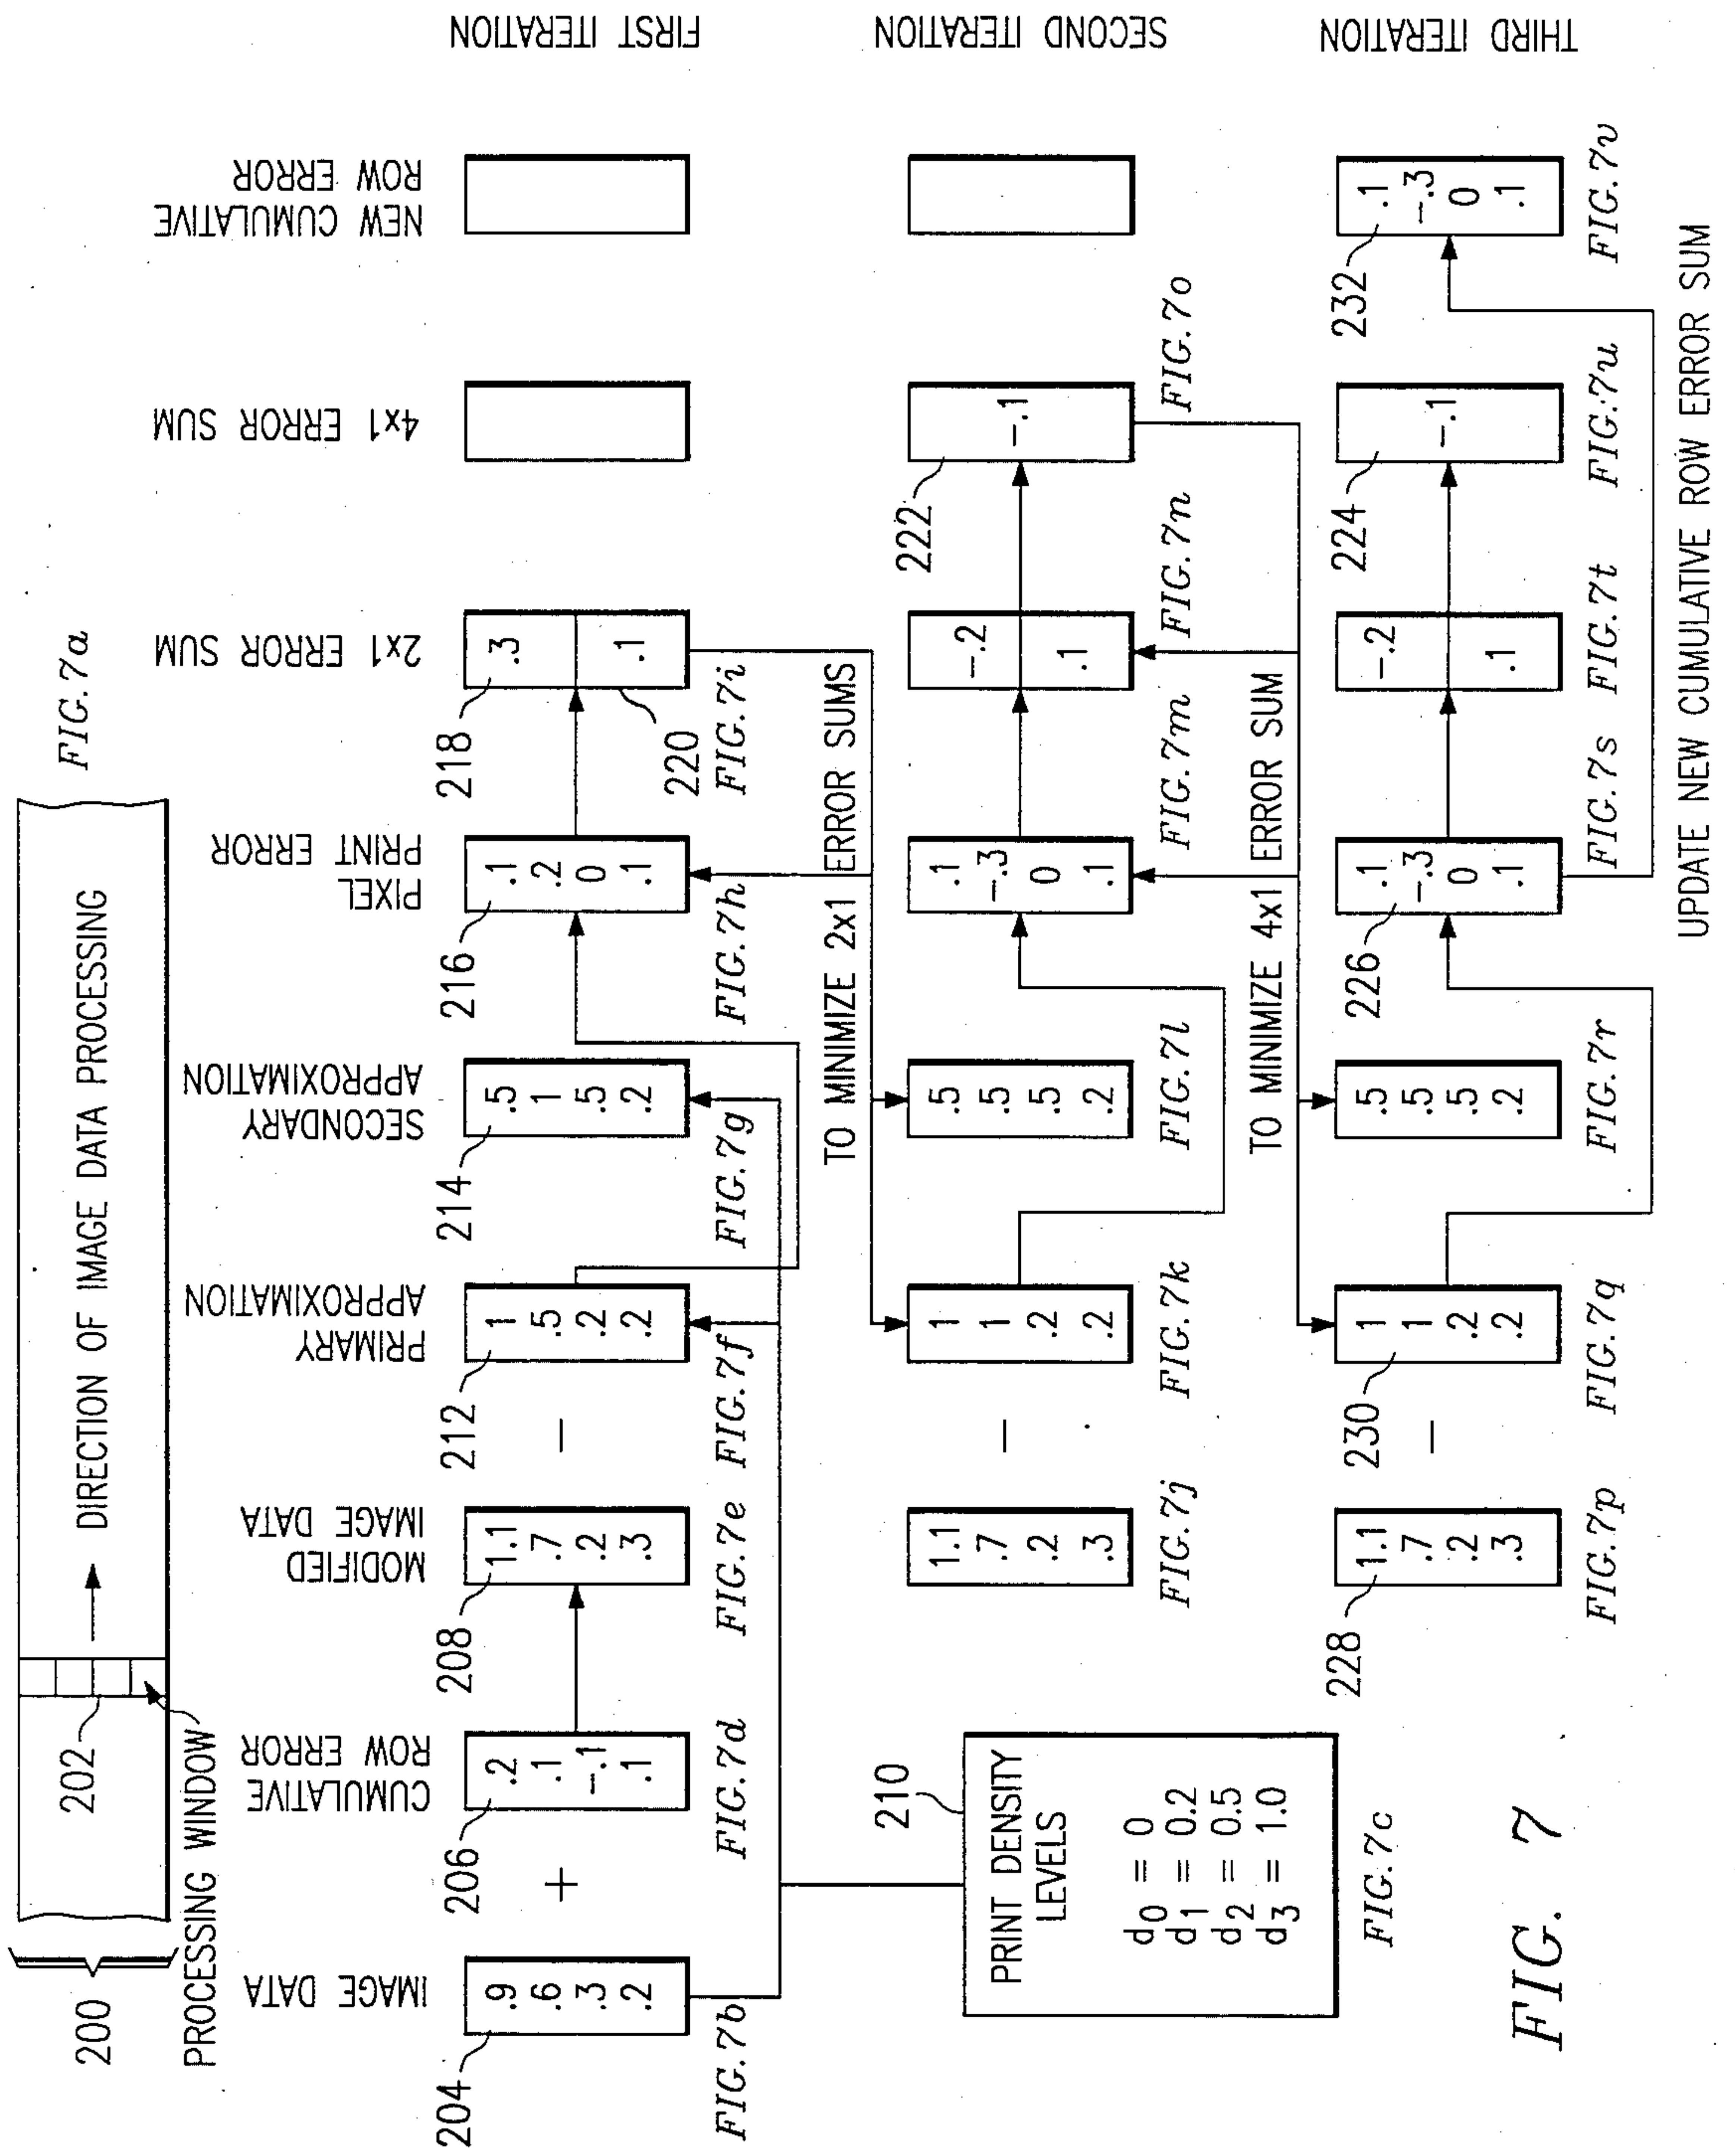 FIG. 7a
200
202
DIRECTION OF IMAGE DATA PROCESSING
PROCESSING WINDOW
IMAGE DATA
CUMULATIVE
ROW ERROR
MODIFIED
IMAGE DATA
PRIMARY
APPROXIMATION
SECONDARY
APPROXIMATION
PIXEL
PRINT ERROR
2x1 ERROR SUM
4x1 ERROR SUM
NEW CUMULATIVE
ROW ERROR
FIRST ITERATION
204
.9
.6
.3
.2
FIG. 7b
+
206
.2
.1
-.1
.1
FIG. 7d
208
1.1
.7
.2
.3
FIG. 7e
–
212
1
.5
.2
.2
FIG. 7f
214
.5
1
.5
.2
FIG. 7g
216
.1
.2
0
.1
FIG. 7h
218
.3
.1
220
FIG. 7i
TO MINIMIZE 2x1 ERROR SUMS
SECOND ITERATION
210
PRINT DENSITY
LEVELS
d0 = 0
d1 = 0.2
d2 = 0.5
d3 = 1.0
FIG. 7c
1.1
.7
.2
.3
FIG. 7j
–
1
1
.2
.2
FIG. 7k
.5
.5
.5
.2
FIG. 7l
.1
-.3
0
.1
FIG. 7m
-.2
.1
FIG. 7n
222
-.1
FIG. 7o
TO MINIMIZE 4x1 ERROR SUM
THIRD ITERATION
228
1.1
.7
.2
.3
FIG. 7p
–
230
1
1
.2
.2
FIG. 7q
.5
.5
.5
.2
FIG. 7r
226
.1
-.3
0
.1
FIG. 7s
-.2
.1
FIG. 7t
224
-.1
FIG. 7u
232
.1
-.3
0
.1
FIG. 7v
UPDATE NEW CUMULATIVE ROW ERROR SUM
FIG. 7